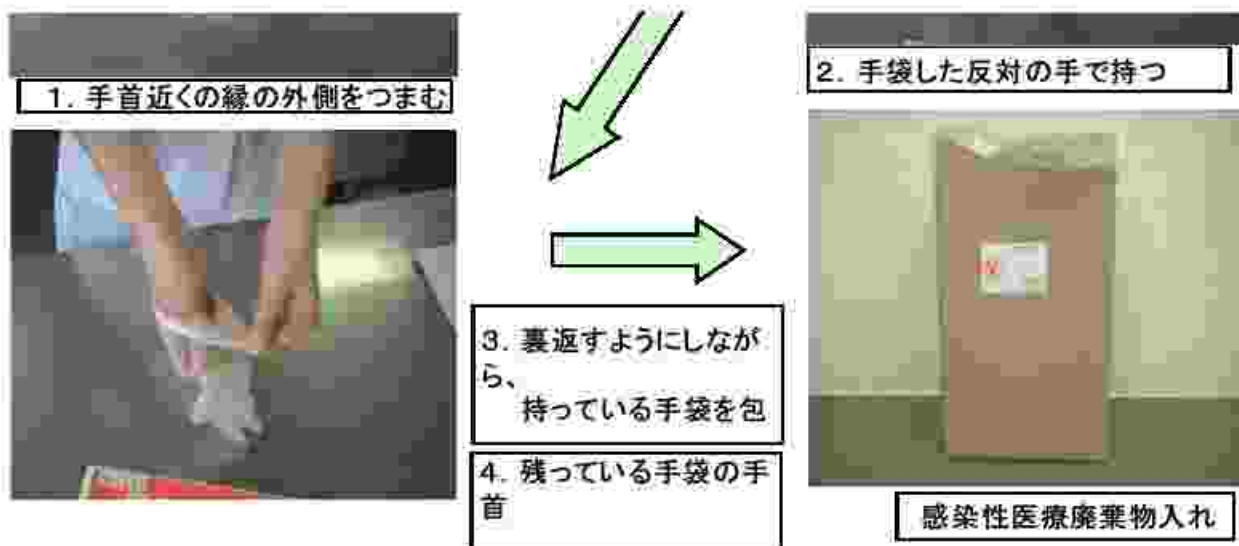 1. 手首近くの縁の外側をつまむ
2. 手袋した反対の手で持つ
3. 裏返すようにしなが
ら、
持っている手袋を包
4. 残っている手袋の手
首
感染性医療廃棄物入れ